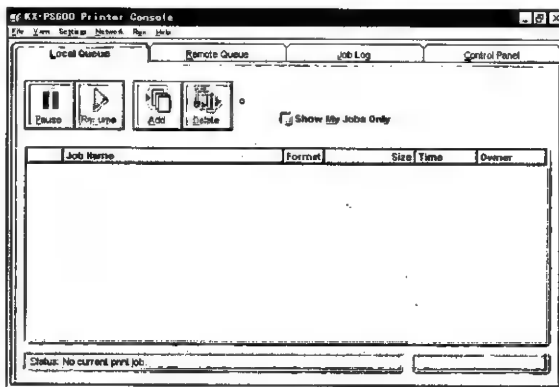 KX-PS600 Printer Console
File View Settings Network Run Help
Local Queue Remote Queue Job Log Control Panel
Pause Resume Add Delete Show My Jobs Only
Job Name Format Size Time Owner
Status: No current print job.